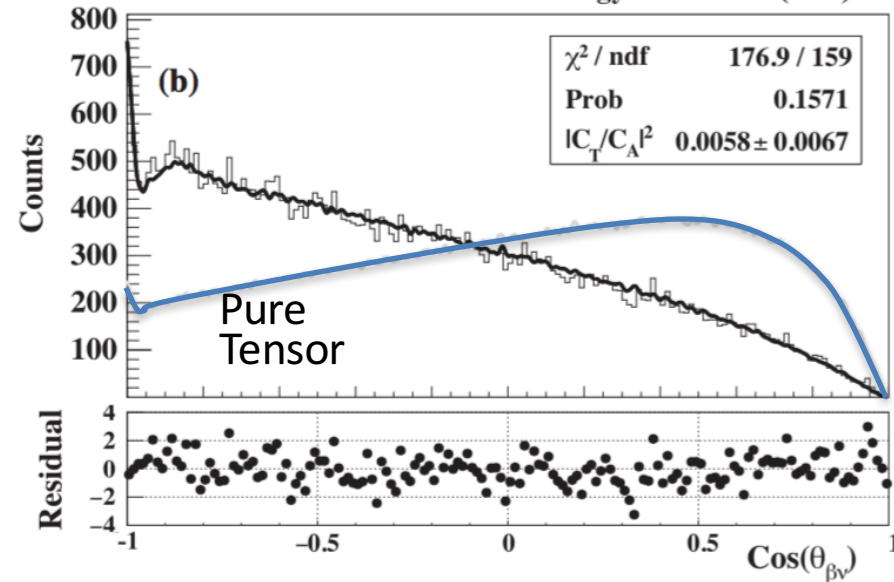 800
700
600
500
400
300
200
100
Counts
(b)
χ² / ndf 176.9 / 159
Prob 0.1571
|C_T/C_A|² 0.0058 ± 0.0067
Pure
Tensor
Residual
4
2
0
−2
−4
-1 −0.5 0 0.5 1
Cos(θ_βν)